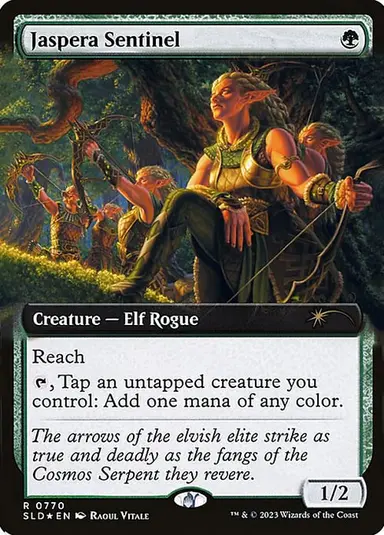 Jaspera Sentinel
Creature — Elf Rogue
Reach
, Tap an untapped creature you
control: Add one mana of any color.
The arrows of the elvish elite strike as
true and deadly as the fangs of the
Cosmos Serpent they revere.
R 0770
SLD★EN Raoul Vitale
1/2
™ & © 2023 Wizards of the Coast